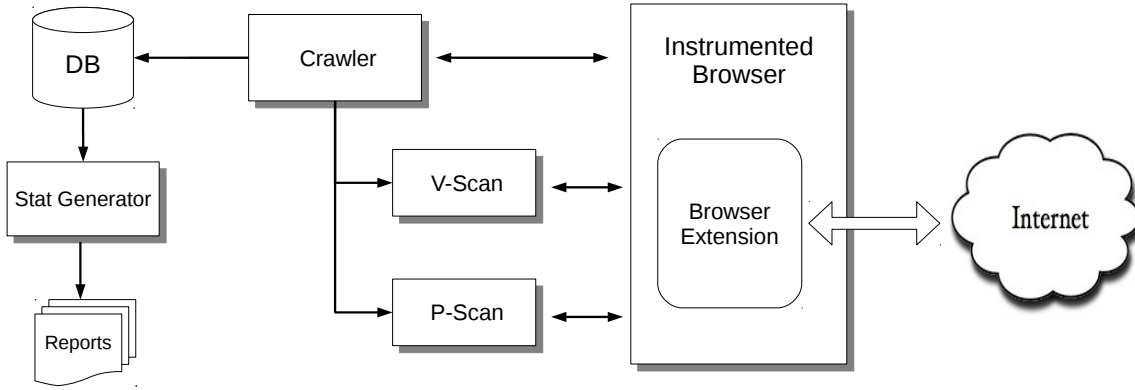 DB
Crawler
Instrumented
Browser
Stat Generator
V-Scan
Browser
Extension
Internet
P-Scan
Reports